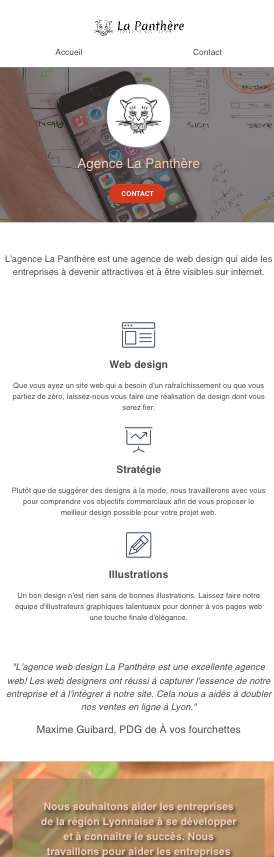 La Panthère
Accueil
Contact
Agence La Panthère
CONTACT
L'agence La Panthère est une agence de web design qui aide les
entreprises à devenir attractives et à être visibles sur internet.
Web design
Que vous ayez un site web qui a besoin d'un rafraîchissement ou que vous
partiez de zéro, laissez-nous vous faire une réalisation de design dont vous
serez fier.
Stratégie
Plutôt que de suggérer des designs à la mode, nous travaillerons avec vous
pour comprendre vos objectifs commerciaux afin de vous proposer le
meilleur design possible pour votre projet web.
Illustrations
Un bon design n'est rien sans de bonnes illustrations. Laissez faire notre
équipe d'illustrateurs graphiques talentueux pour donner à vos pages web
une touche finale d'élégance.
"L'agence web design La Panthère est une excellente agence
web! Les web designers ont réussi à capturer l'essence de notre
entreprise et à l'intégrer à notre site. Cela nous a aidés à doubler
nos ventes en ligne à Lyon."
Maxime Guibard, PDG de À vos fourchettes
Nous souhaitons aider les entreprises
de la région Lyonnaise à se développer
et à connaître le succès. Nous
travaillons pour aider les entreprises